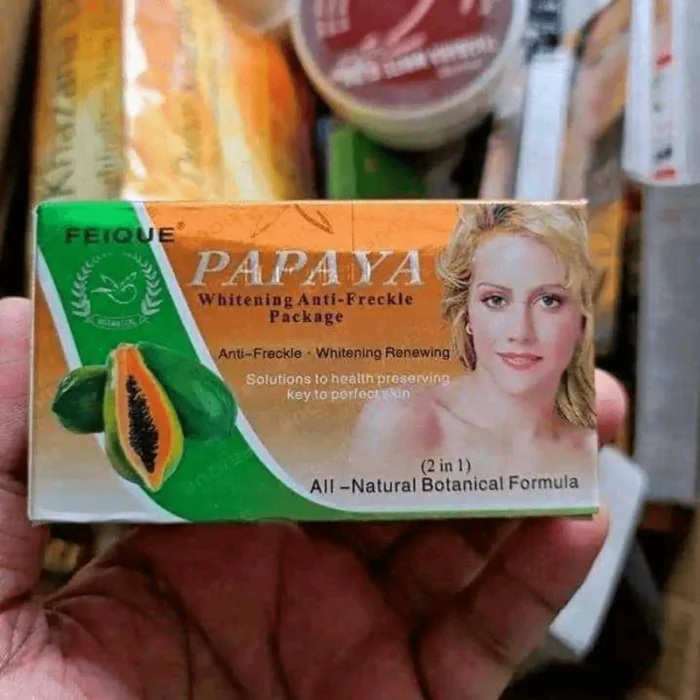 FEIQUE®
PAPAYA
Whitening Anti-Freckle
Package
Anti-Freckle · Whitening Renewing
Solutions to health preserving
key to perfect skin
(2 in 1)
All-Natural Botanical Formula